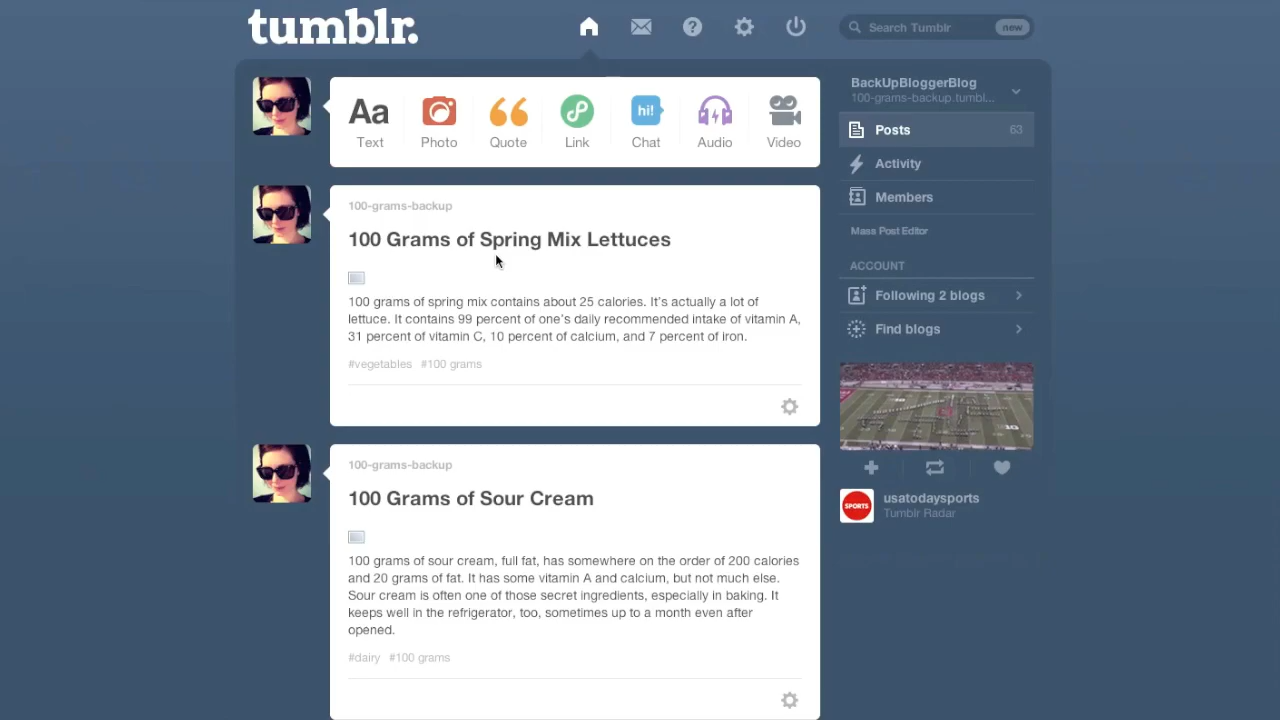 tumblr.
Search Tumblr
new
Aa
hi!
Text
Photo
Quote
Link
Chat
Audio
Video
100-grams-backup
100 Grams of Spring Mix Lettuces
100 grams of spring mix contains about 25 calories. It's actually a lot of
lettuce. It contains 99 percent of one's daily recommended intake of vitamin A,
31 percent of vitamin C, 10 percent of calcium, and 7 percent of iron.
#vegetables #100 grams
100-grams-backup
100 Grams of Sour Cream
100 grams of sour cream, full fat, has somewhere on the order of 200 calories
and 20 grams of fat. It has some vitamin A and calcium, but not much else.
Sour cream is often one of those secret ingredients, especially in baking. It
keeps well in the refrigerator, too, sometimes up to a month even after
opened.
#dairy #100 grams
BackUpBloggerBlog
100-grams-backup.tumbl...
Posts 63
Activity
Members
Mass Post Editor
ACCOUNT
Following 2 blogs
Find blogs
SPORTS
usatodaysports
Tumblr Radar